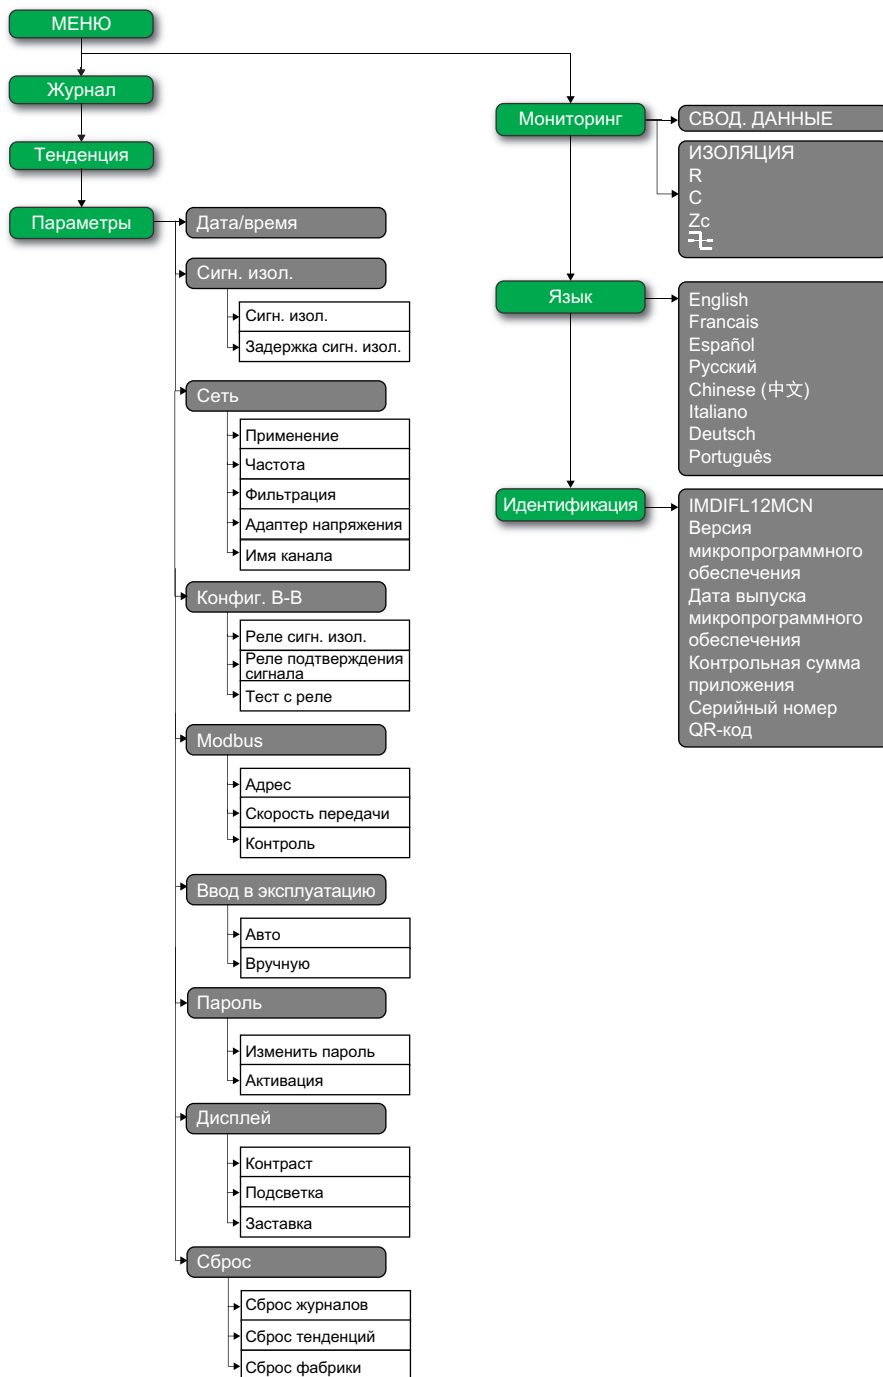 МЕНЮ
Журнал
Тенденция
Параметры
Дата/время
Сигн. изол.
Сигн. изол.
Задержка сигн. изол.
Сеть
Применение
Частота
Фильтрация
Адаптер напряжения
Имя канала
Конфиг. В-В
Реле сигн. изол.
Реле подтверждения
сигнала
Тест с реле
Modbus
Адрес
Скорость передачи
Контроль
Ввод в эксплуатацию
Авто
Вручную
Пароль
Изменить пароль
Активация
Дисплей
Контраст
Подсветка
Заставка
Сброс
Сброс журналов
Сброс тенденций
Сброс фабрики
Мониторинг
СВОД. ДАННЫЕ
ИЗОЛЯЦИЯ
R
C
Zc
Язык
English
Francais
Español
Русский
Chinese (中文)
Italiano
Deutsch
Português
Идентификация
IMDIFL12MCN
Версия
микропрограммного
обеспечения
Дата выпуска
микропрограммного
обеспечения
Контрольная сумма
приложения
Серийный номер
QR-код